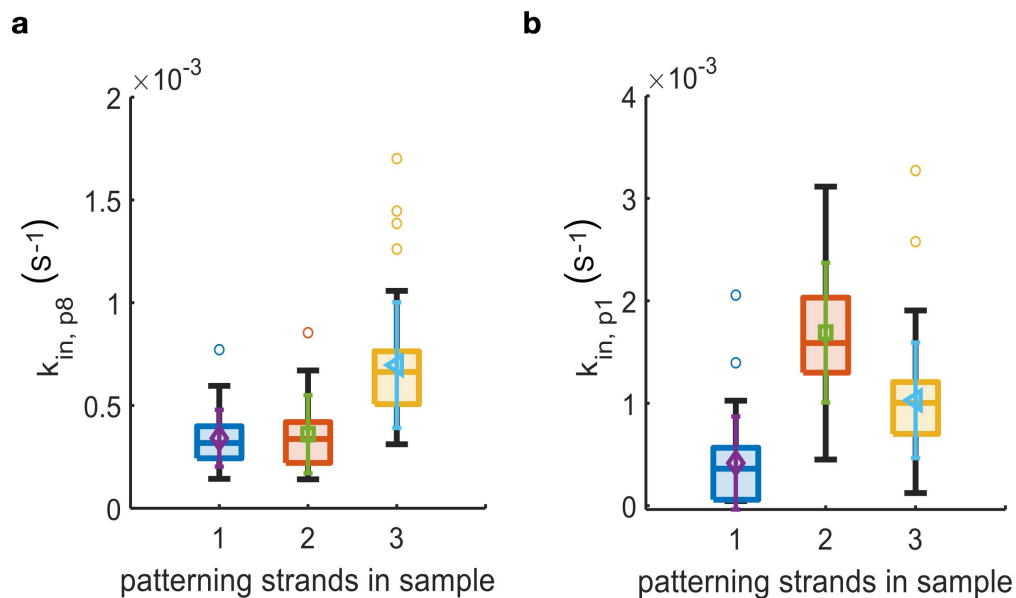 a
×10⁻³
2
1.5
1
0.5
0
k_in, p8 (s⁻¹)
1 2 3
patterning strands in sample
b
×10⁻³
4
3
2
1
0
k_in, p1 (s⁻¹)
1 2 3
patterning strands in sample